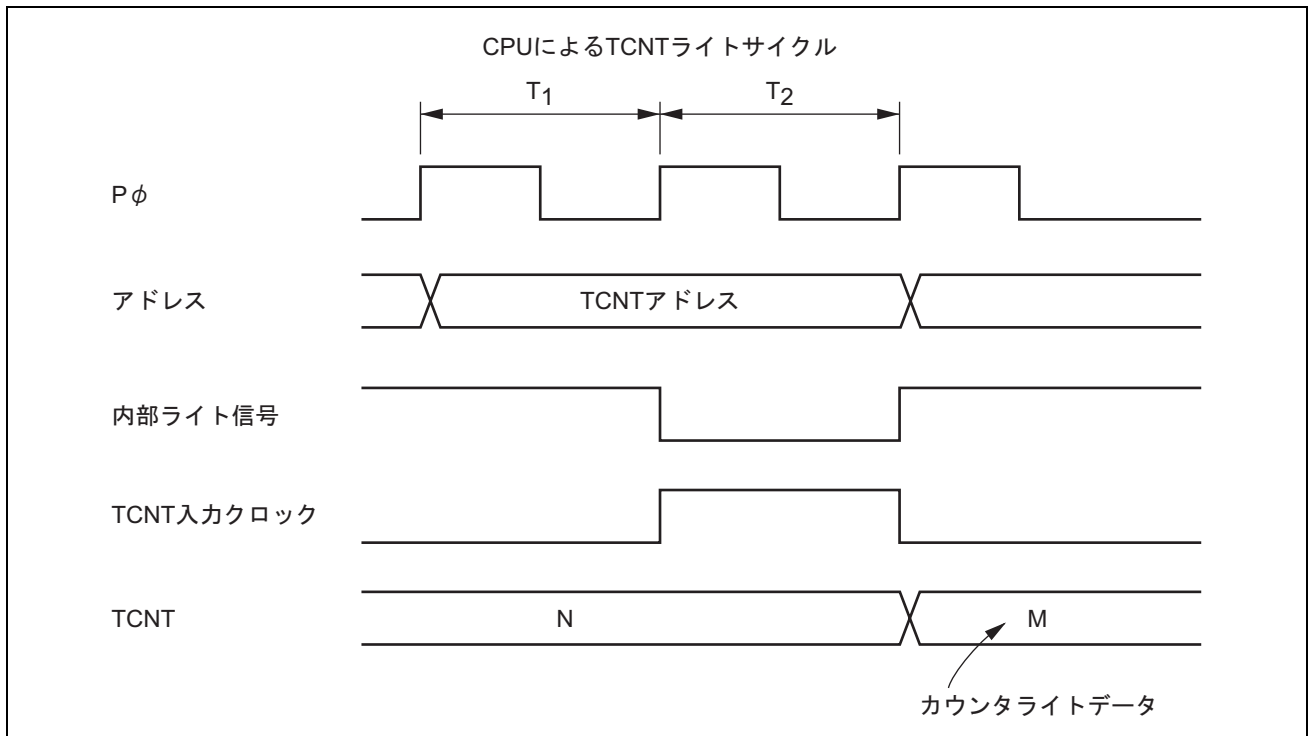 CPUによるTCNTライトサイクル
T1 T2
Pφ
アドレス TCNTアドレス
内部ライト信号
TCNT入力クロック
TCNT N M
カウンタライトデータ